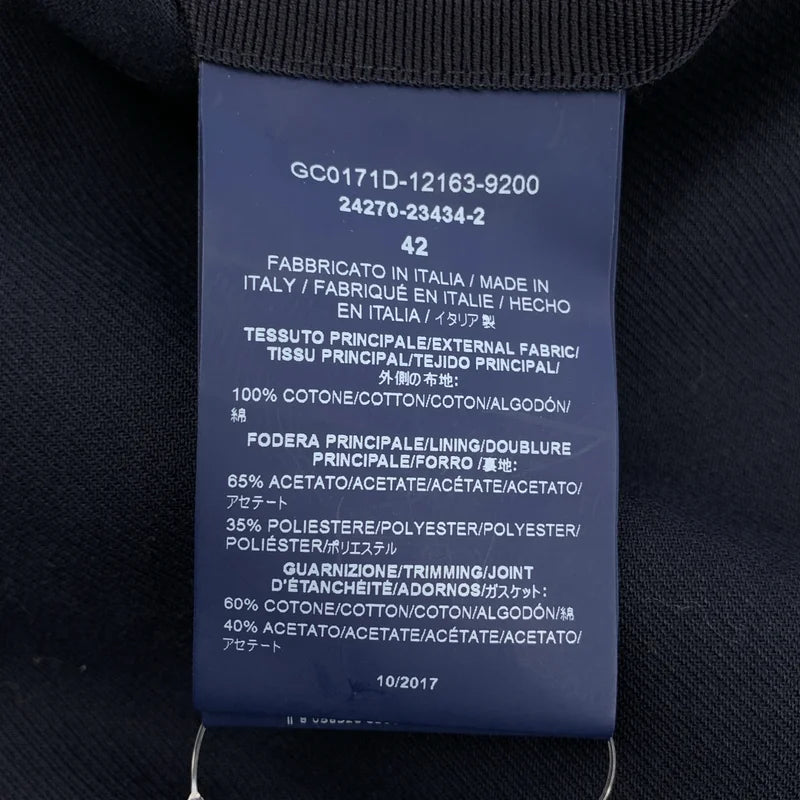 GC0171D-12163-9200
24270-23434-2
42
FABBRICATO IN ITALIA / MADE IN
ITALY / FABRIQUÉ EN ITALIE / HECHO
EN ITALIA / イタリア製
TESSUTO PRINCIPALE/EXTERNAL FABRIC/
TISSU PRINCIPAL/TEJIDO PRINCIPAL/
外側の布地:
100% COTONE/COTTON/COTON/ALGODÓN/
綿
FODERA PRINCIPALE/LINING/DOUBLURE
PRINCIPALE/FORRO /裏地:
65% ACETATO/ACETATE/ACÉTATE/ACETATO/
アセテート
35% POLIESTERE/POLYESTER/POLYESTER/
POLIÉSTER/ポリエステル
GUARNIZIONE/TRIMMING/JOINT
D'ÉTANCHÉITÉ/ADORNOS/ガスケット:
60% COTONE/COTTON/COTON/ALGODÓN/綿
40% ACETATO/ACETATE/ACÉTATE/ACETATO/
アセテート
10/2017